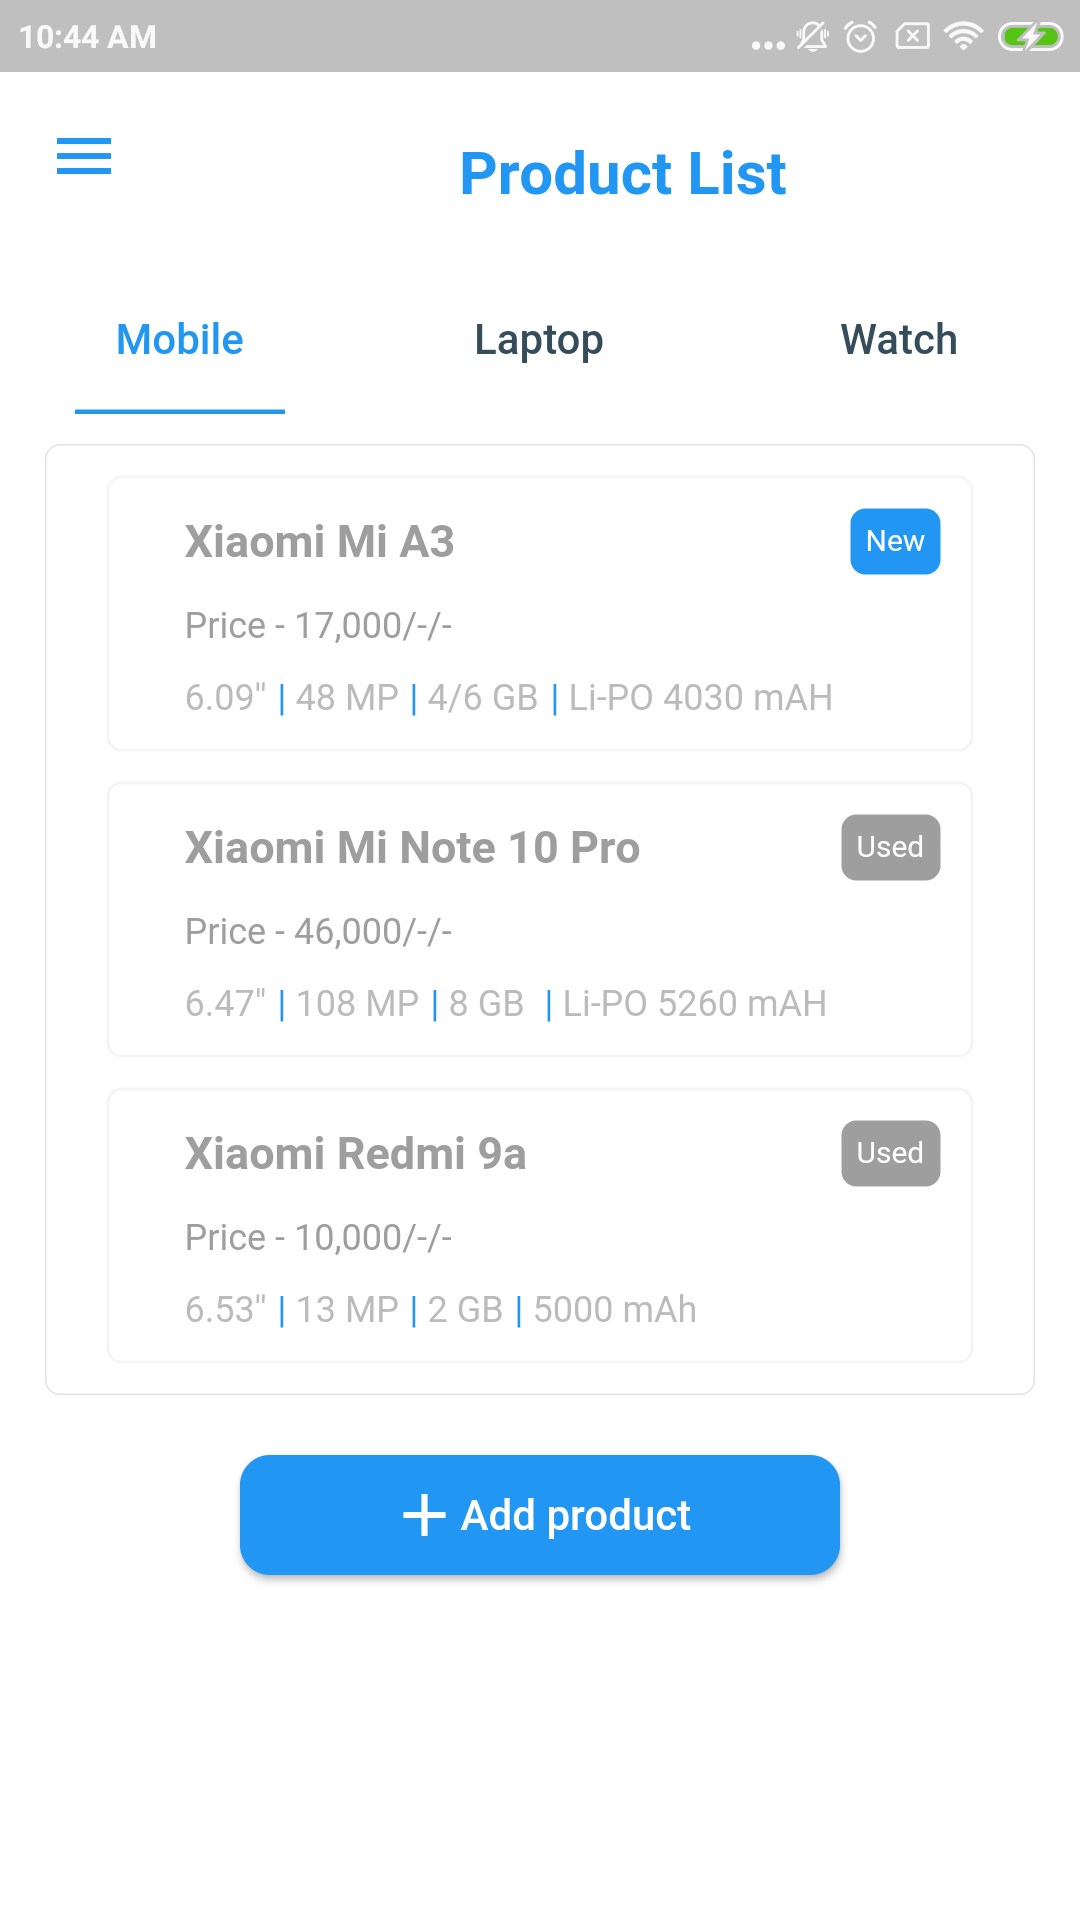 10:44 AM
Product List
Mobile
Laptop
Watch
Xiaomi Mi A3
New
Price - 17,000/-/-
6.09" | 48 MP | 4/6 GB | Li-PO 4030 mAH
Xiaomi Mi Note 10 Pro
Used
Price - 46,000/-/-
6.47" | 108 MP | 8 GB | Li-PO 5260 mAH
Xiaomi Redmi 9a
Used
Price - 10,000/-/-
6.53" | 13 MP | 2 GB | 5000 mAh
Add product